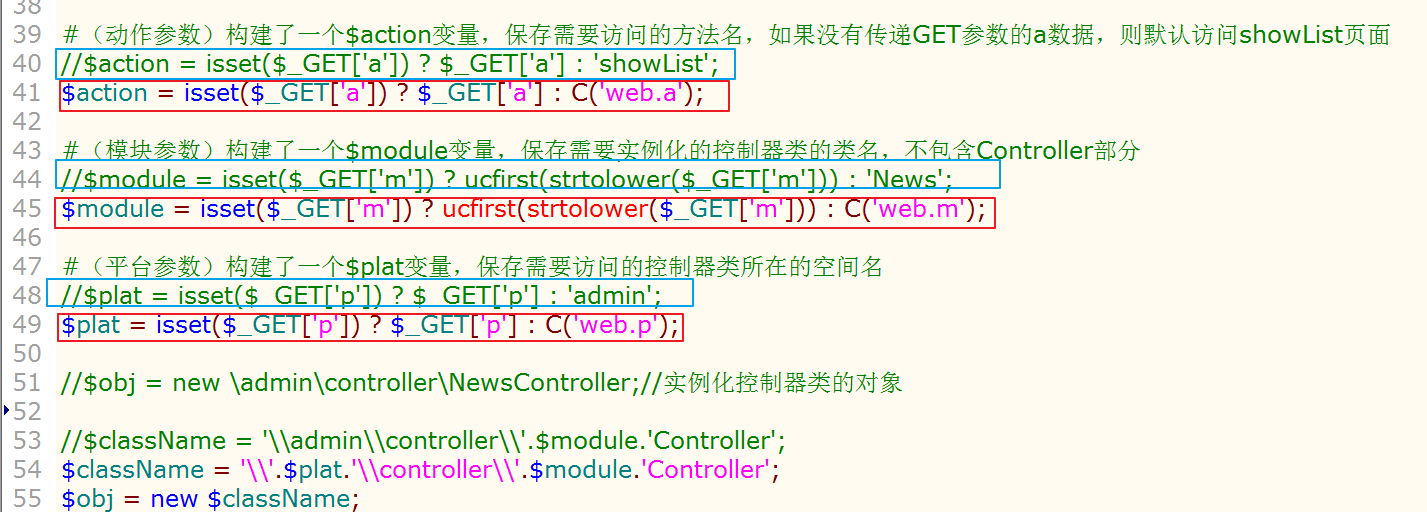 38
39 #（动作参数）构建了一个$action变量，保存需要访问的方法名，如果没有传递GET参数的a数据，则默认访问showList页面
40 //$action = isset($_GET['a']) ? $_GET['a'] : 'showList';
41 $action = isset($_GET['a']) ? $_GET['a'] : C('web.a');
42
43 #（模块参数）构建了一个$module变量，保存需要实例化的控制器类的类名，不包含Controller部分
44 //$module = isset($_GET['m']) ? ucfirst(strtolower($_GET['m'])) : 'News';
45 $module = isset($_GET['m']) ? ucfirst(strtolower($_GET['m'])) : C('web.m');
46
47 #（平台参数）构建了一个$plat变量，保存需要访问的控制器类所在的空间名
48 //$plat = isset($_GET['p']) ? $_GET['p'] : 'admin';
49 $plat = isset($_GET['p']) ? $_GET['p'] : C('web.p');
50
51 //$obj = new \admin\controller\NewsController;//实例化控制器类的对象
52
53 //$className = '\\admin\\controller\\'.$module.'Controller';
54 $className = '\\'.$plat.'\\controller\\'.$module.'Controller';
55 $obj = new $className;